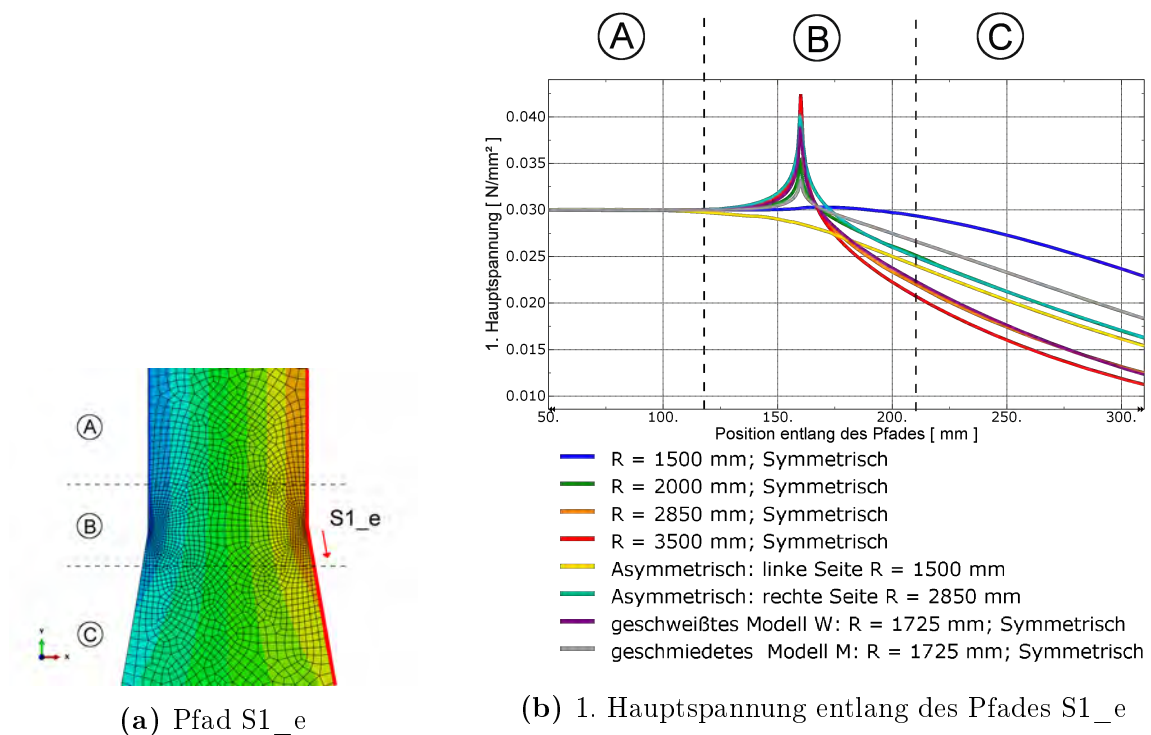 A
B
C
1. Hauptspannung [ N/mm² ]
0.040
0.035
0.030
0.025
0.020
0.015
0.010
50.
100.
150.
200.
250.
300.
Position entlang des Pfades [ mm ]
R = 1500 mm; Symmetrisch
R = 2000 mm; Symmetrisch
R = 2850 mm; Symmetrisch
R = 3500 mm; Symmetrisch
Asymmetrisch: linke Seite R = 1500 mm
Asymmetrisch: rechte Seite R = 2850 mm
geschweißtes Modell W: R = 1725 mm; Symmetrisch
geschmiedetes Modell M: R = 1725 mm; Symmetrisch
A
B
C
S1_e
Y
X
(a) Pfad S1_e
(b) 1. Hauptspannung entlang des Pfades S1_e